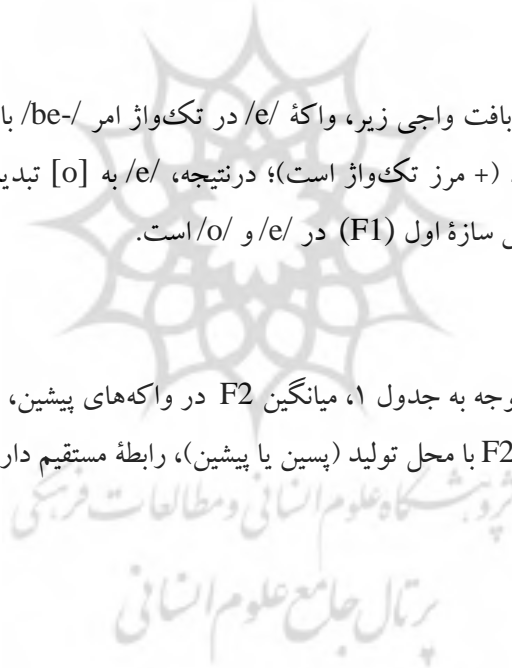 بافت واجی زیر، واکهٔ /e/ در تک‌واژ امر /be-/ با
(+ مرز تک‌واژ است)؛ درنتیجه، /e/ به [o] تبدیل
سازهٔ اول (F1) در /e/ و /o/ است.
وجه به جدول ۱، میانگین F2 در واکه‌های پیشین،
F2 با محل تولید (پسین یا پیشین)، رابطهٔ مستقیم دار
پژوهشگاه علوم انسانی و مطالعات فرهنگی
پرتال جامع علوم انسانی